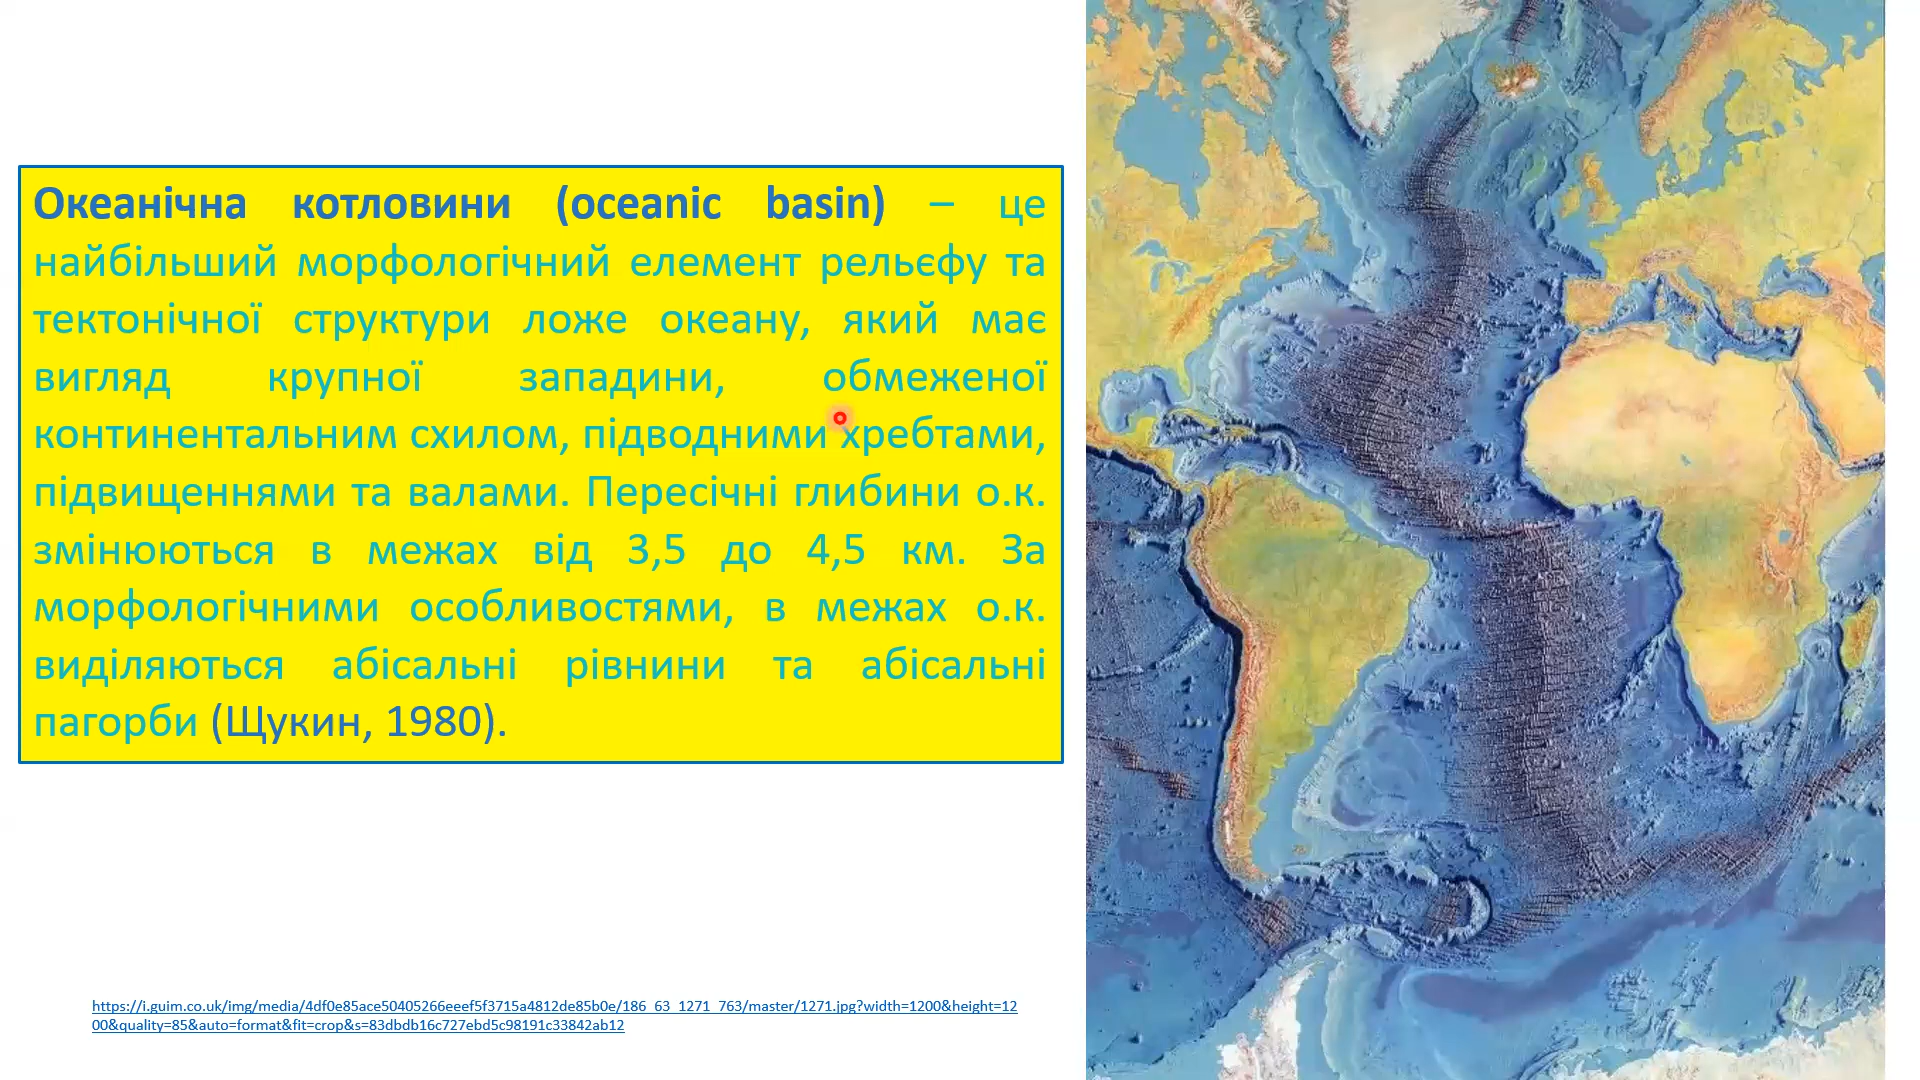 Океанічна котловини (oceanic basin) – це
найбільший морфологічний елемент рельєфу та
тектонічної структури ложе океану, який має
вигляд крупної западини, обмеженої
континентальним схилом, підводними хребтами,
підвищеннями та валами. Пересічні глибини о.к.
змінюються в межах від 3,5 до 4,5 км. За
морфологічними особливостями, в межах о.к.
виділяються абісальні рівнини та абісальні
пагорби (Щукин, 1980).
https://i.guim.co.uk/img/media/4df0e85ace50405266eeef5f3715a4812de85b0e/186_63_1271_763/master/1271.jpg?width=1200&height=12
00&quality=85&auto=format&fit=crop&s=83dbdb16c727ebd5c98191c33842ab12